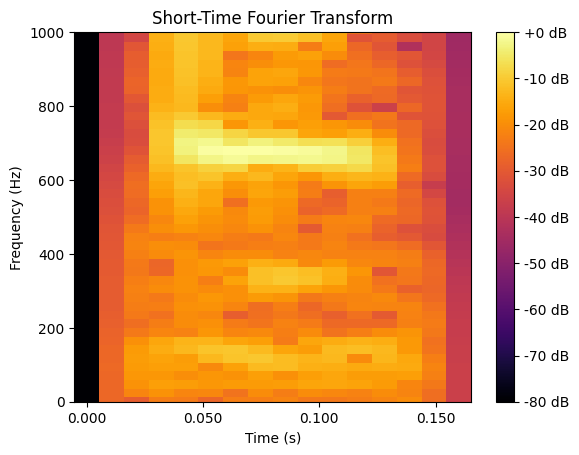 Short-Time Fourier Transform
Frequency (Hz)
1000
800
600
400
200
0
0.000
0.050
0.100
0.150
Time (s)
+0 dB
-10 dB
-20 dB
-30 dB
-40 dB
-50 dB
-60 dB
-70 dB
-80 dB